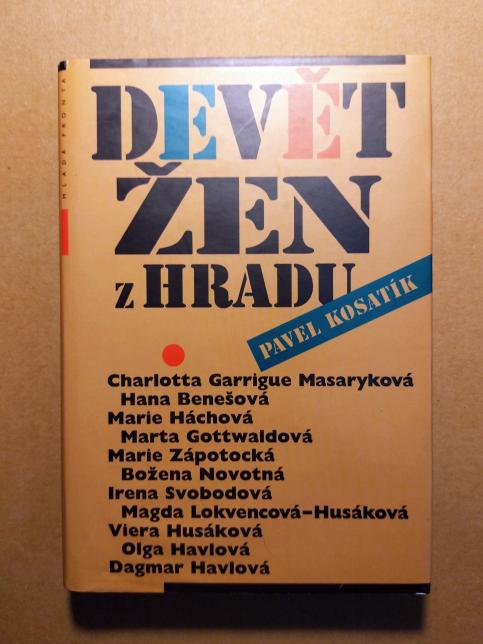 MLADÁ FRONTA
DEVĚT
ŽEN
z HRADU
PAVEL KOSATÍK
Charlotta Garrigue Masaryková
Hana Benešová
Marie Háchová
Marta Gottwaldová
Marie Zápotocká
Božena Novotná
Irena Svobodová
Magda Lokvencová-Husáková
Viera Husáková
Olga Havlová
Dagmar Havlová